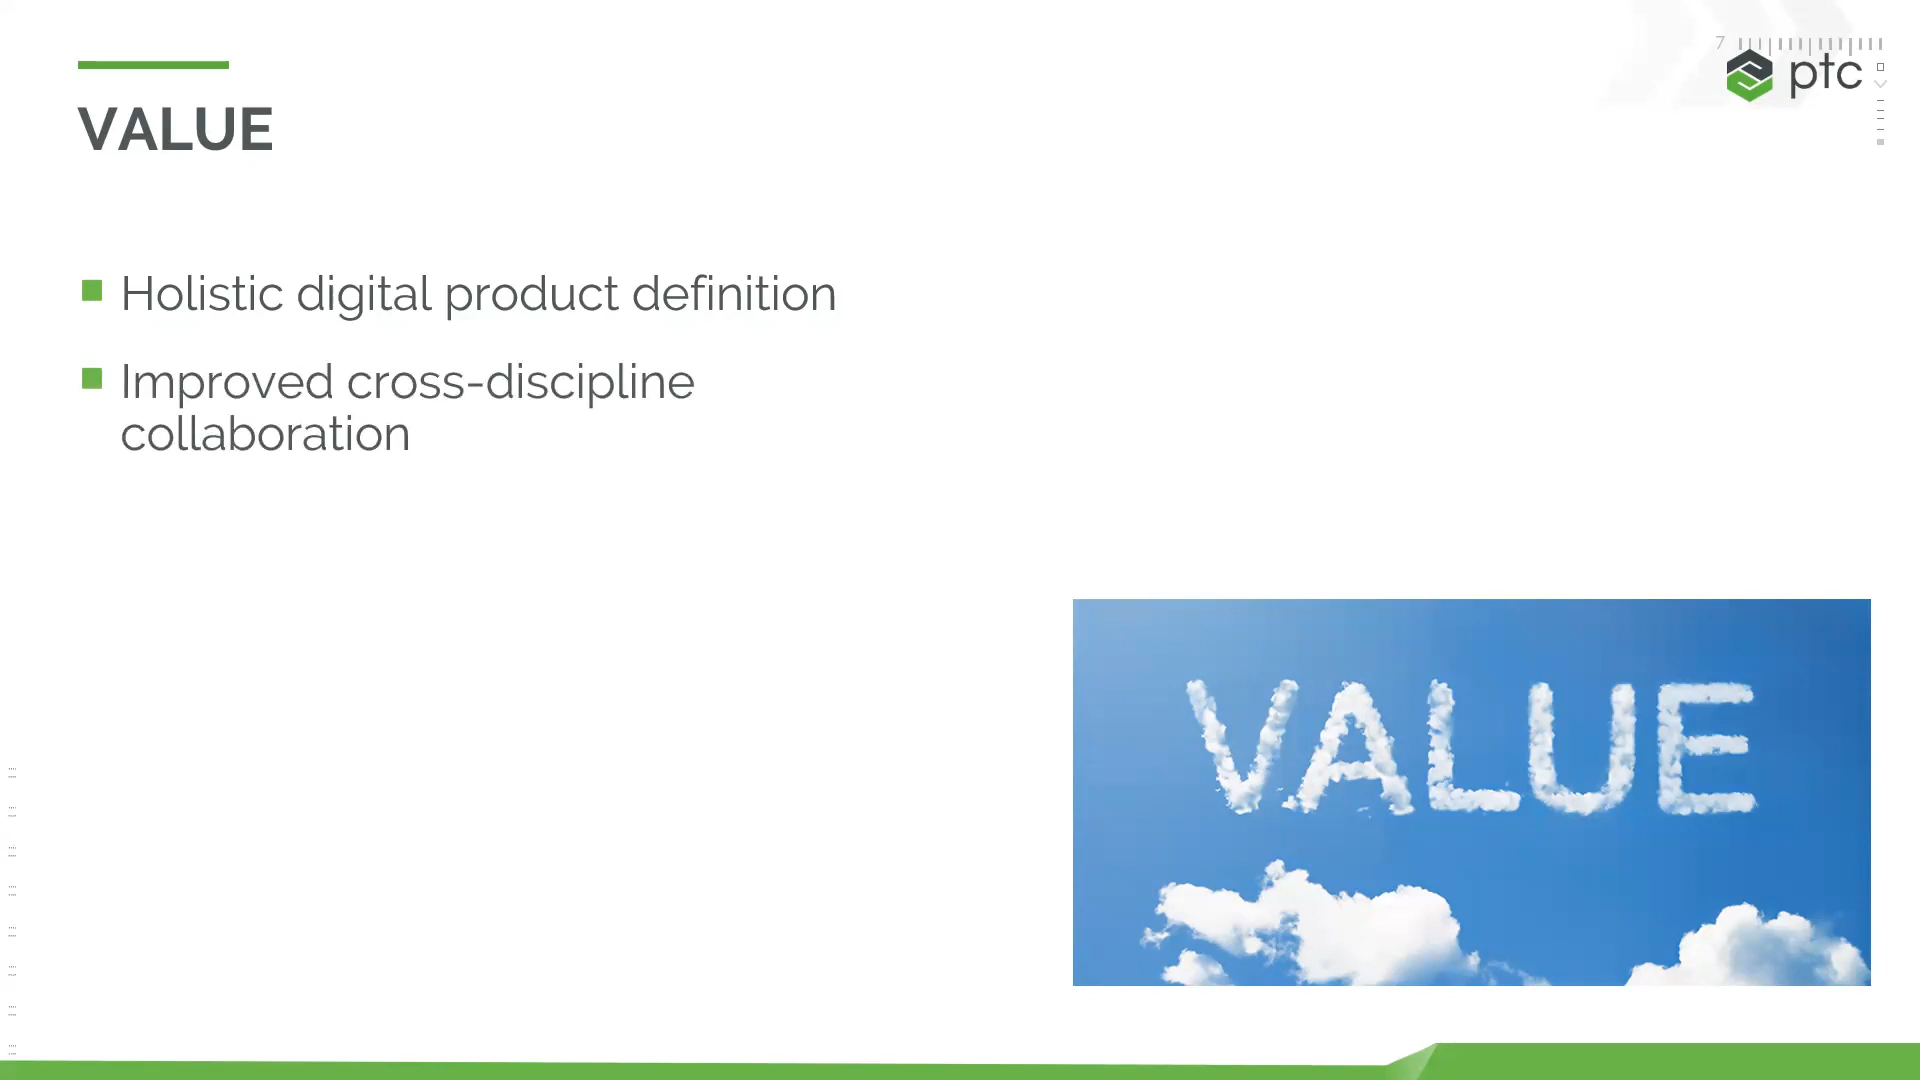 7
ptc
VALUE
Holistic digital product definition
Improved cross-discipline
collaboration
VALUE